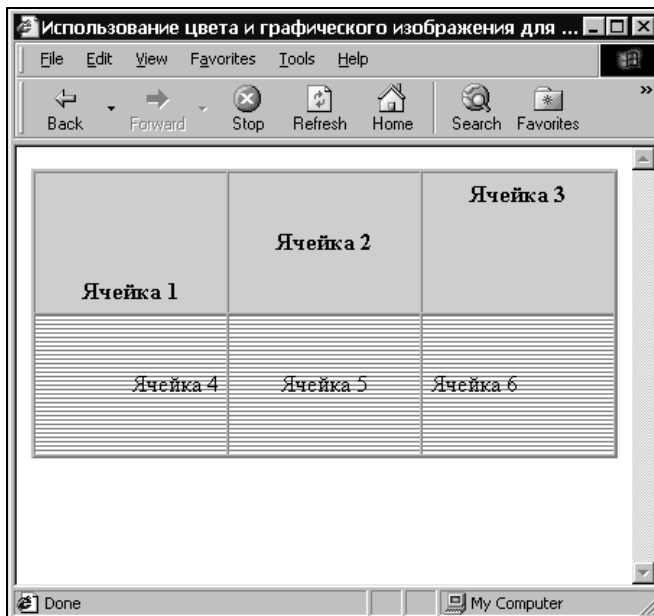 Использование цвета и графического изображения для ...
File Edit View Favorites Tools Help
Back Forward Stop Refresh Home Search Favorites »
Ячейка 1 Ячейка 2 Ячейка 3
Ячейка 4 Ячейка 5 Ячейка 6
Done My Computer